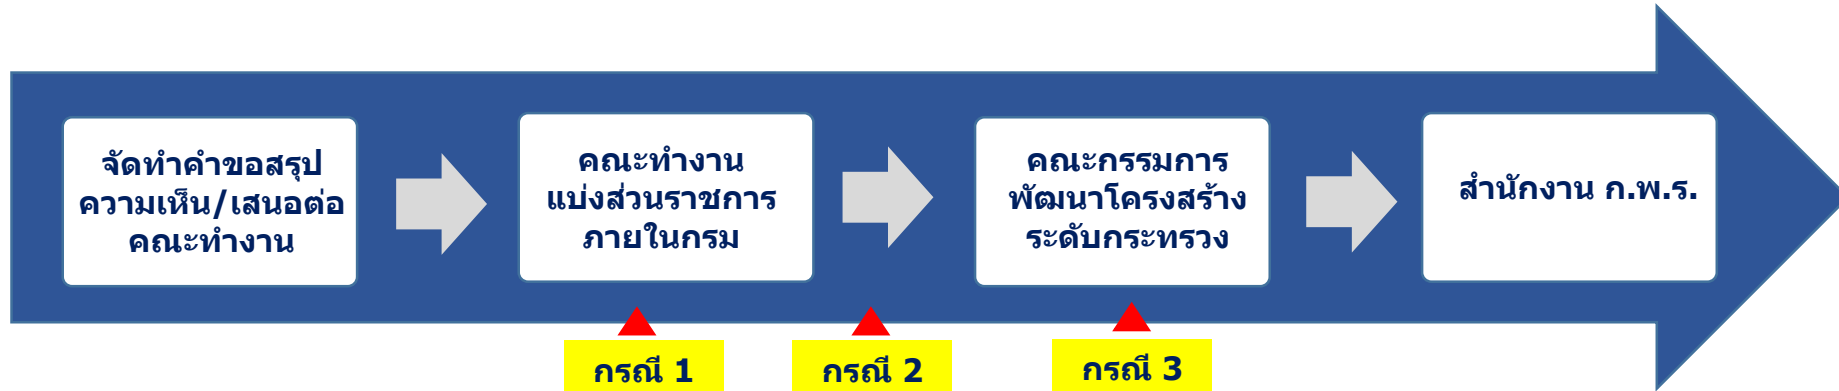 จัดทำคำขอสรุป
ความเห็น/เสนอต่อ
คณะทำงาน
คณะทำงาน
แบ่งส่วนราชการ
ภายในกรม
คณะกรรมการ
พัฒนาโครงสร้าง
ระดับกระทรวง
สำนักงาน ก.พ.ร.
กรณี 1
กรณี 2
กรณี 3